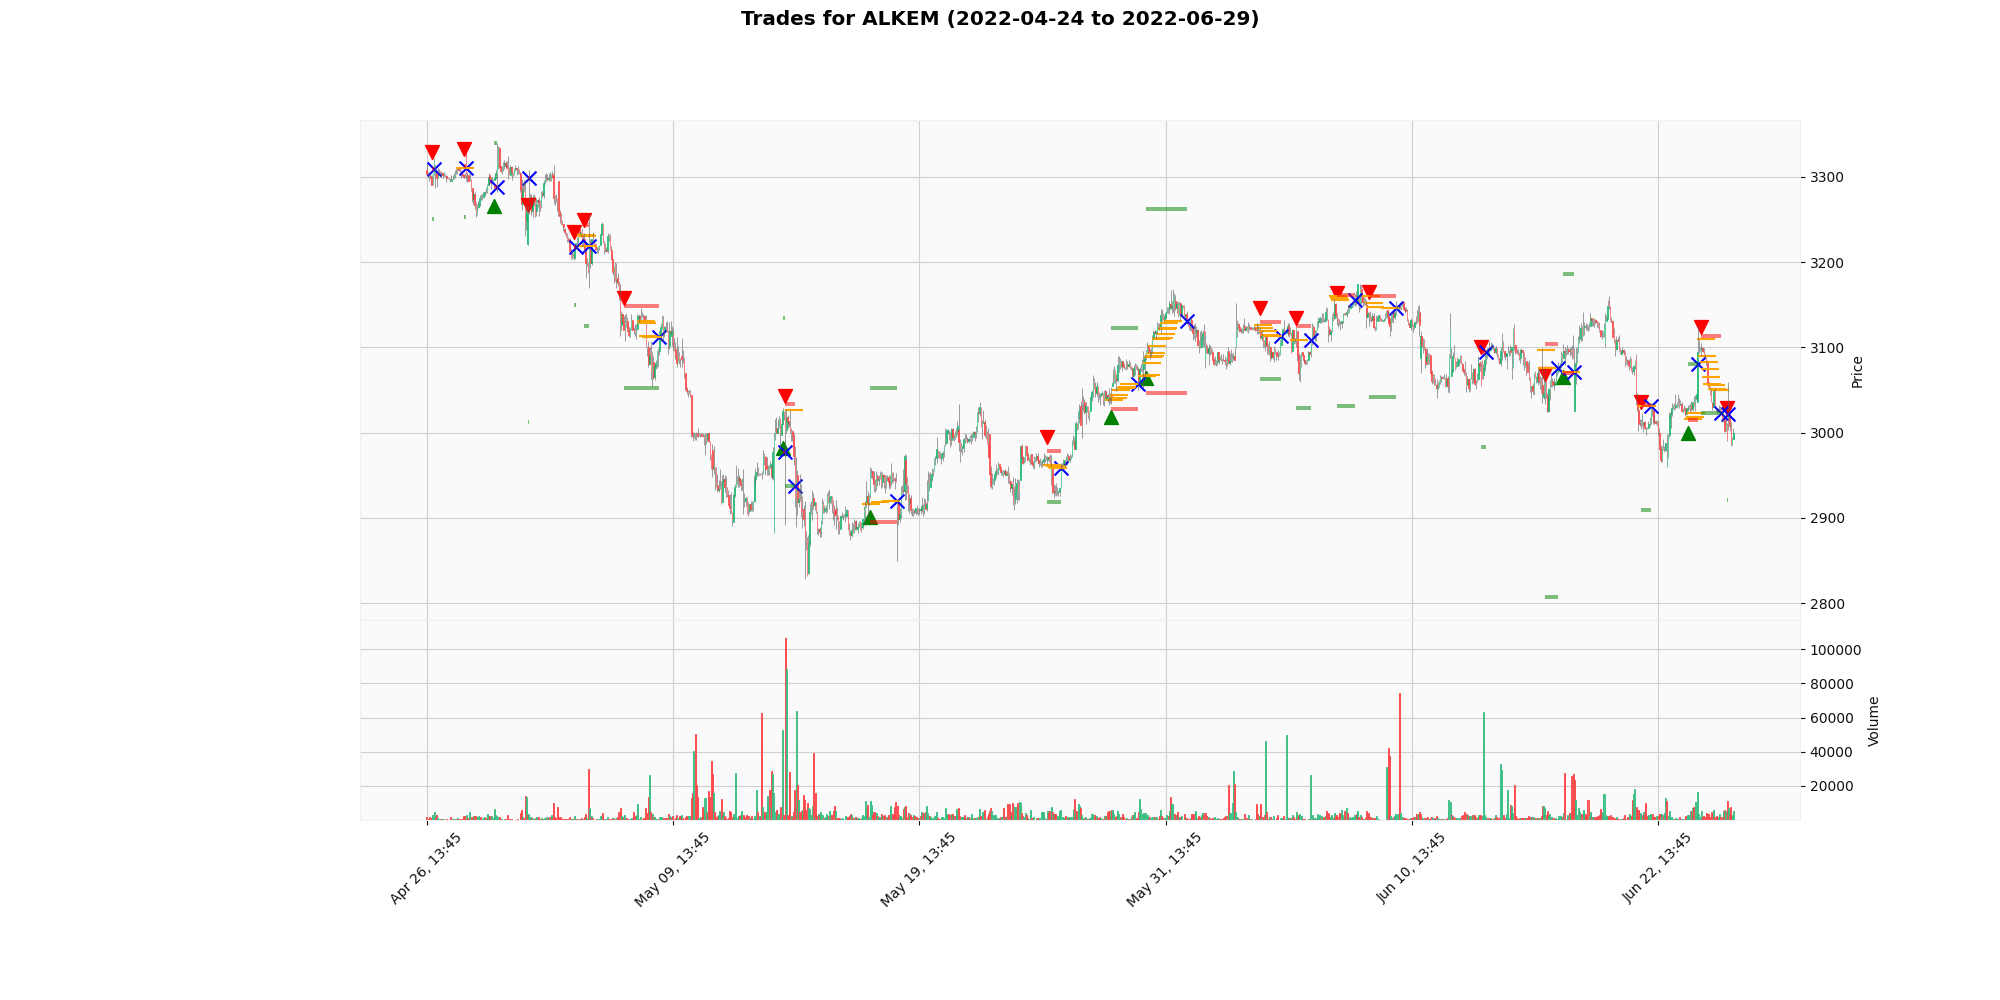 Trades for ALKEM (2022-04-24 to 2022-06-29)
3300
3200
3100
3000
2900
2800
Price
100000
80000
60000
40000
20000
Volume
Apr 26, 13:45
May 09, 13:45
May 19, 13:45
May 31, 13:45
Jun 10, 13:45
Jun 22, 13:45